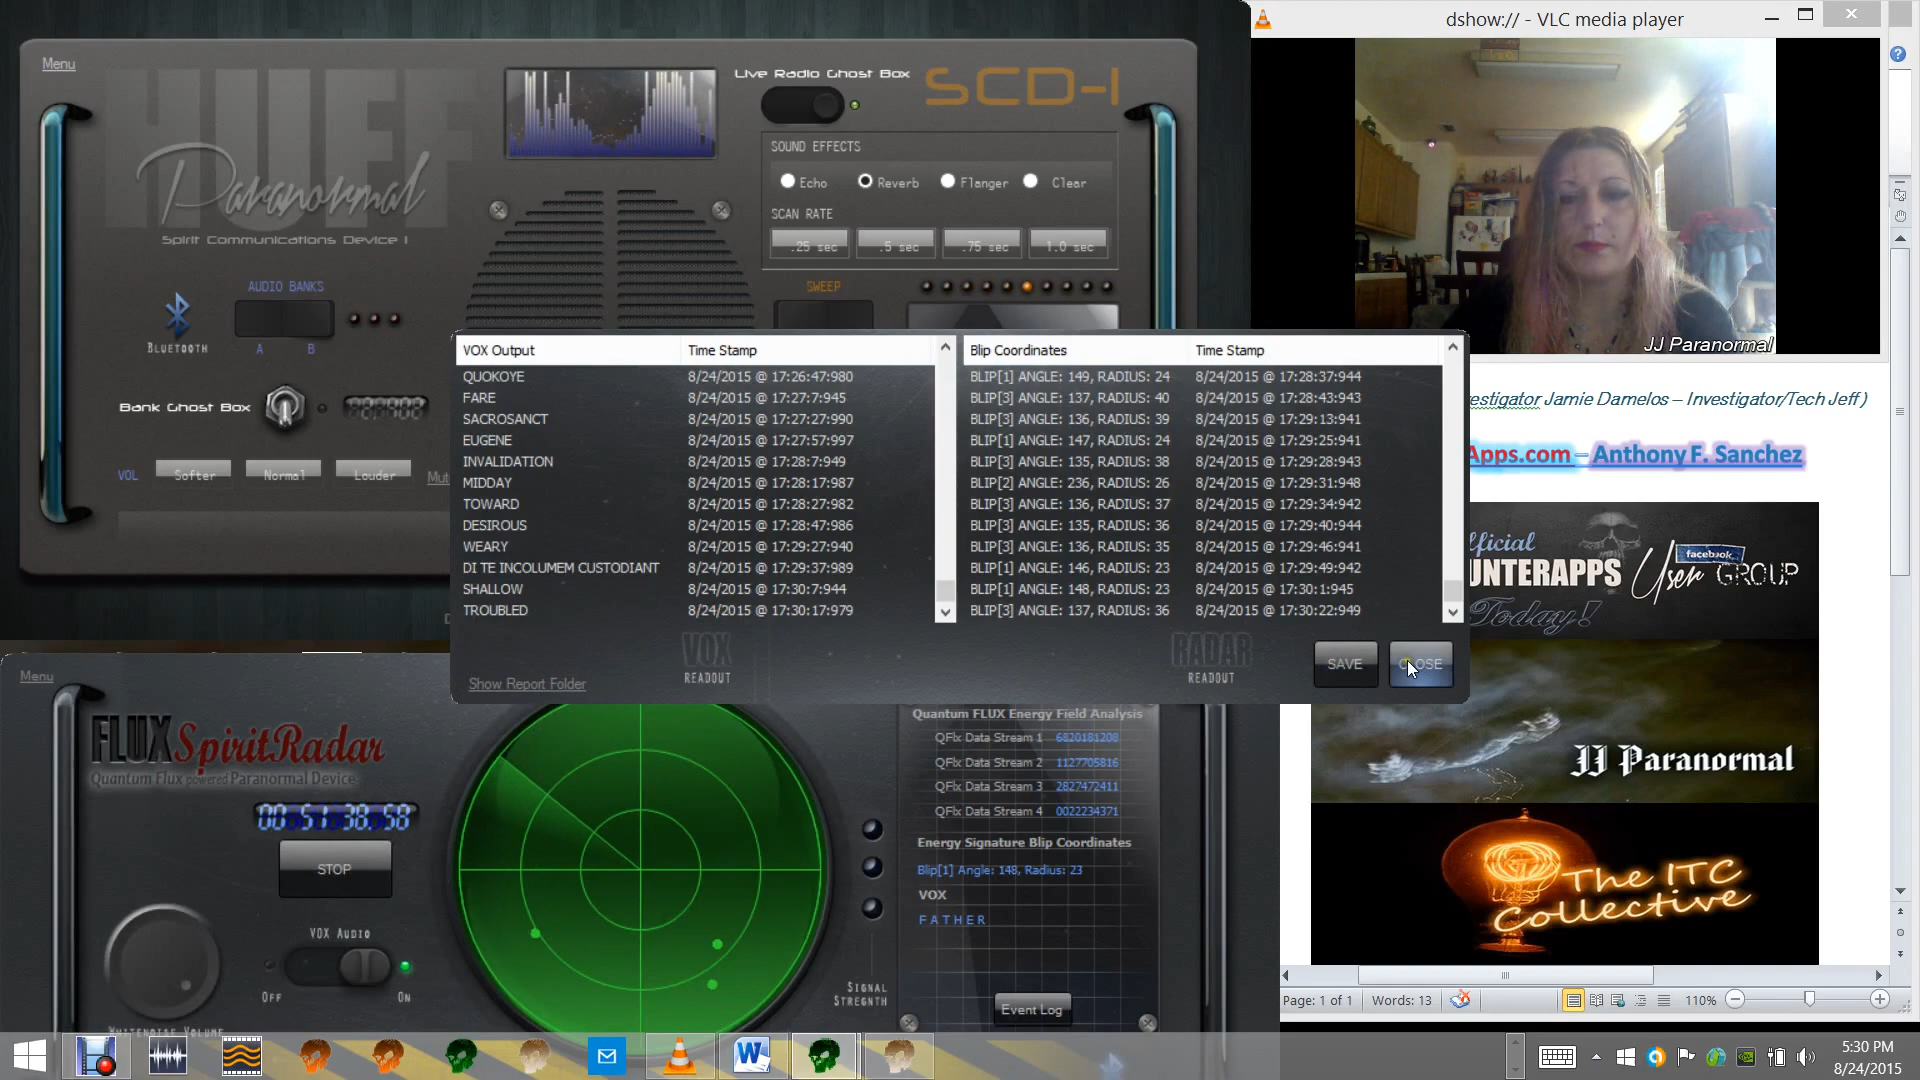 Menu
HUFF
Paranormal
Spirit Communications Device 1
Live Radio Ghost Box
SCD-1
SOUND EFFECTS
Echo
Reverb
Flanger
Clear
SCAN RATE
.25 sec
.5 sec
.75 sec
1.0 sec
SWEEP
AUDIO BANKS
A
B
BLUETOOTH
Bank Ghost Box
VOL
Softer
Normal
Louder
dshow:// - VLC media player
JJ Paranormal
VOX Output Time Stamp
QUOKOYE 8/24/2015 @ 17:26:47:980
FARE 8/24/2015 @ 17:27:7:945
SACROSANCT 8/24/2015 @ 17:27:27:990
EUGENE 8/24/2015 @ 17:27:57:997
INVALIDATION 8/24/2015 @ 17:28:7:949
MIDDAY 8/24/2015 @ 17:28:17:987
TOWARD 8/24/2015 @ 17:28:27:982
DESIROUS 8/24/2015 @ 17:28:47:986
WEARY 8/24/2015 @ 17:29:27:940
DI TE INCOLUMEM CUSTODIANT 8/24/2015 @ 17:29:37:989
SHALLOW 8/24/2015 @ 17:30:7:944
TROUBLED 8/24/2015 @ 17:30:17:979
Blip Coordinates Time Stamp
BLIP[1] ANGLE: 149, RADIUS: 24 8/24/2015 @ 17:28:37:944
BLIP[3] ANGLE: 137, RADIUS: 40 8/24/2015 @ 17:28:43:943
BLIP[3] ANGLE: 136, RADIUS: 39 8/24/2015 @ 17:29:13:941
BLIP[1] ANGLE: 147, RADIUS: 24 8/24/2015 @ 17:29:25:941
BLIP[3] ANGLE: 135, RADIUS: 38 8/24/2015 @ 17:29:28:943
BLIP[2] ANGLE: 236, RADIUS: 26 8/24/2015 @ 17:29:31:948
BLIP[3] ANGLE: 136, RADIUS: 37 8/24/2015 @ 17:29:34:942
BLIP[3] ANGLE: 135, RADIUS: 36 8/24/2015 @ 17:29:40:944
BLIP[3] ANGLE: 136, RADIUS: 35 8/24/2015 @ 17:29:46:941
BLIP[1] ANGLE: 146, RADIUS: 23 8/24/2015 @ 17:29:49:942
BLIP[1] ANGLE: 148, RADIUS: 23 8/24/2015 @ 17:30:1:945
BLIP[3] ANGLE: 137, RADIUS: 36 8/24/2015 @ 17:30:22:949
VOX
READOUT
RADAR
READOUT
SAVE
CLOSE
Show Report Folder
estigator Jamie Damelos – Investigator/Tech Jeff )
Apps.com – Anthony F. Sanchez
fficial
UNTERAPPS User facebook GROUP
Today!
JJ Paranormal
The ITC
Collective
Menu
FLUX SpiritRadar
Quantum Flux powered Paranormal Device
00:51:38:58
STOP
VOX AUDIO
OFF
ON
WHITENOISE VOLUME
SIGNAL
STREGNTH
Quantum FLUX Energy Field Analysis
QFlx Data Stream 1 6820181208
QFlx Data Stream 2 1127705816
QFlx Data Stream 3 2827472411
QFlx Data Stream 4 0022234371
Energy Signature Blip Coordinates
Blip[1] Angle: 148, Radius: 23
VOX
FATHER
Event Log
Page: 1 of 1
Words: 13
110%
5:30 PM
8/24/2015